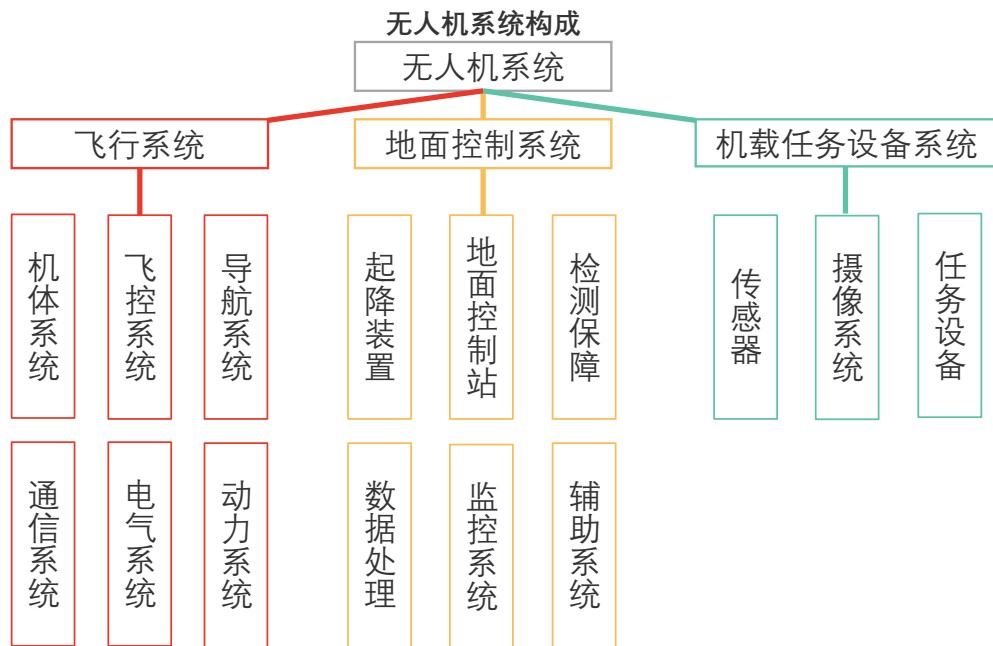 无人机系统构成
无人机系统
飞行系统
地面控制系统
机载任务设备系统
机体系统
飞控系统
导航系统
起降装置
地面控制站
检测保障
传感器
摄像系统
任务设备
通信系统
电气系统
动力系统
数据处理
监控系统
辅助系统